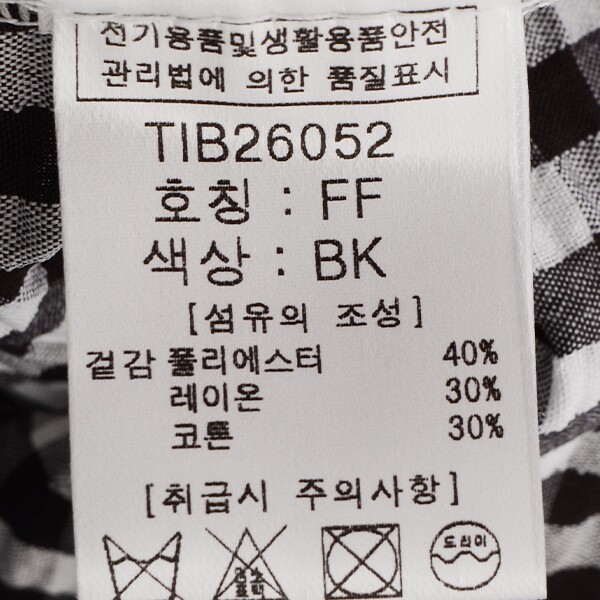 전기용품및생활용품안전
관리법에 의한 품질표시
TIB26052
호칭 : FF
색상 : BK
[섬유의 조성]
겉감 폴리에스터 40%
레이온 30%
코튼 30%
[취급시 주의사항]
드라이